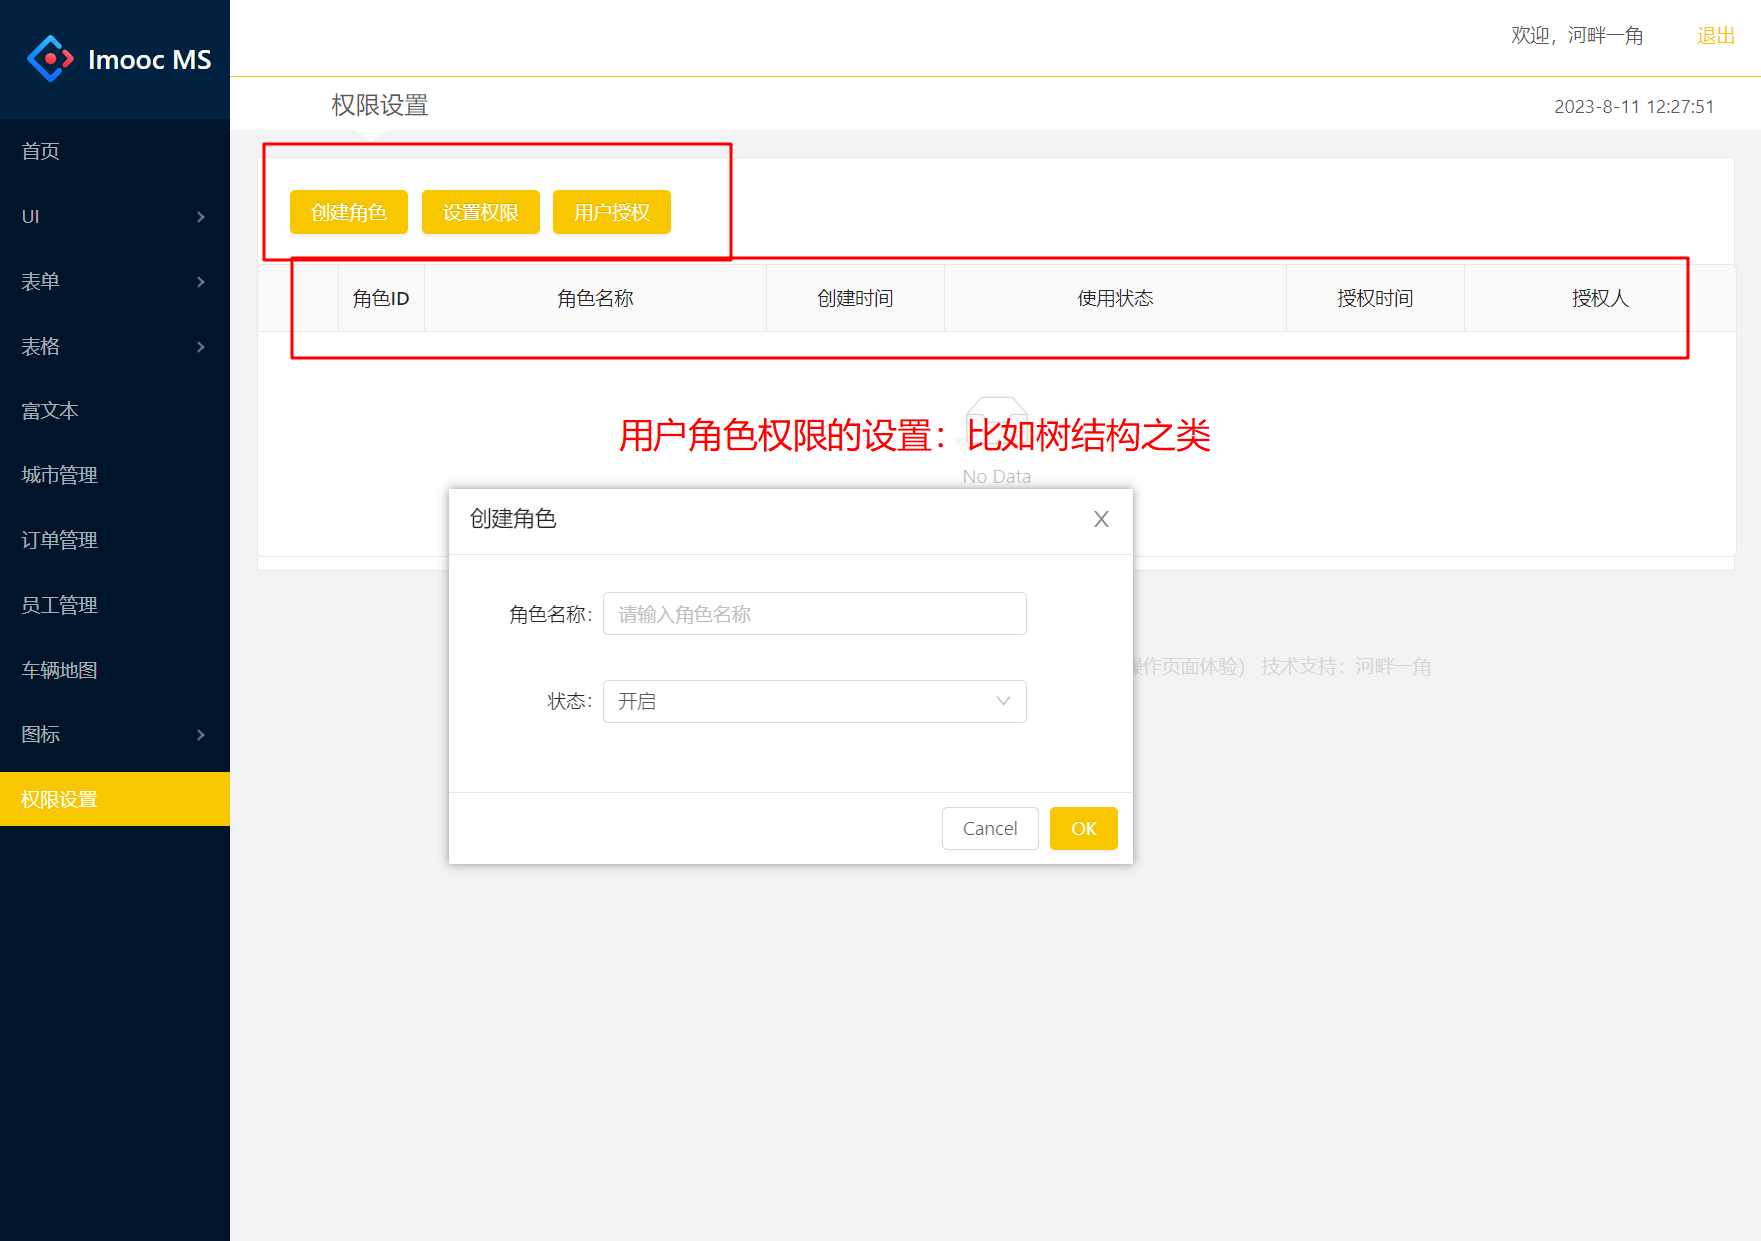 Imooc MS
欢迎，河畔一角
退出
权限设置
2023-8-11 12:27:51
首页
UI
表单
表格
富文本
城市管理
订单管理
员工管理
车辆地图
图标
权限设置
创建角色
设置权限
用户授权
角色ID
角色名称
创建时间
使用状态
授权时间
授权人
用户角色权限的设置：比如树结构之类
No Data
创建角色
X
角色名称：
请输入角色名称
状态：
开启
操作页面体验） 技术支持：河畔一角
Cancel
OK